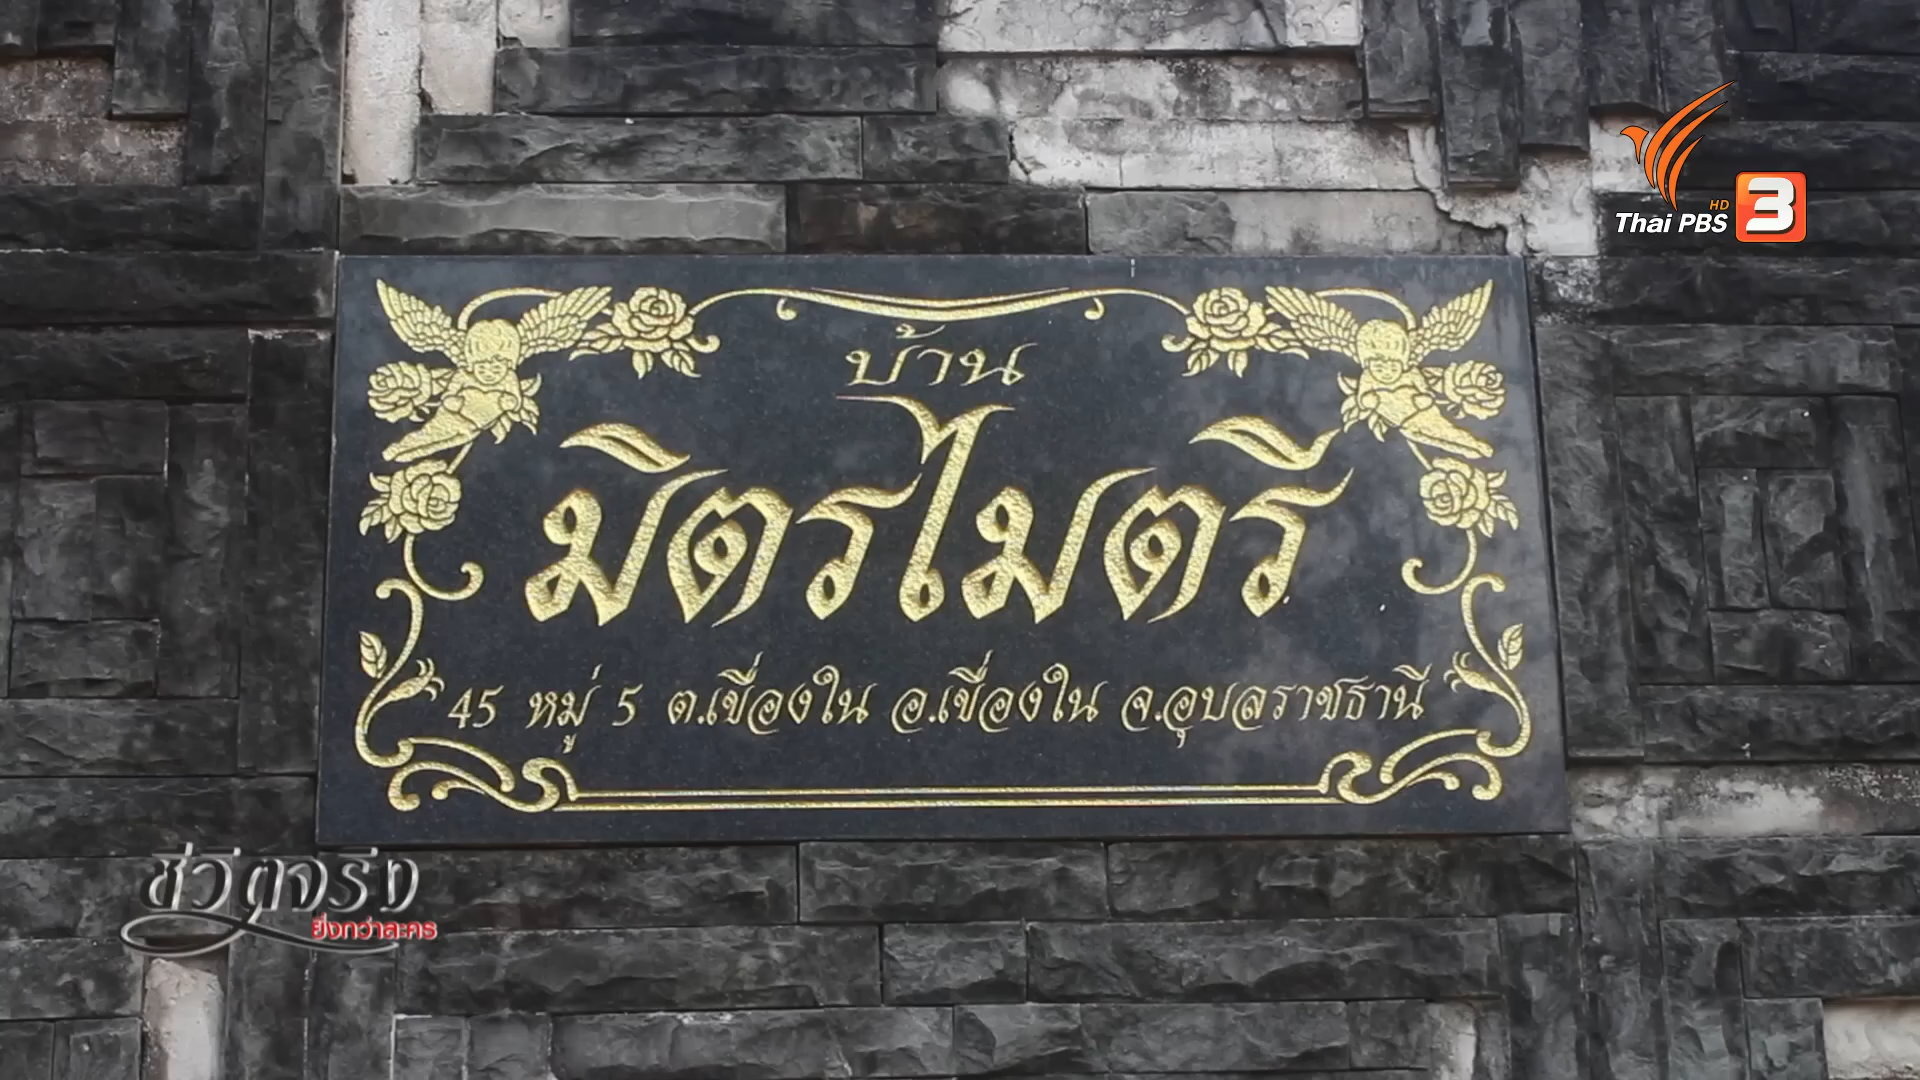 HD
Thai PBS 3
บ้าน
มิตรไมตรี
45 หมู่ 5 ต.เขื่องใน อ.เขื่องใน จ.อุบลราชธานี
ชีวิตจริง
ยิ่งกว่าละคร